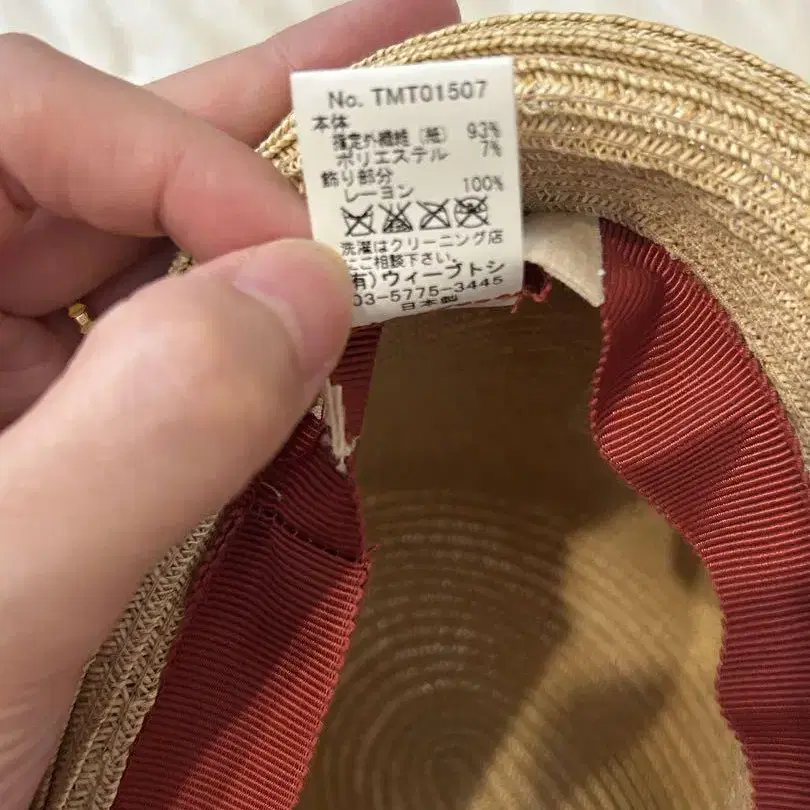 No. TMT01507
本体
指定外繊維(紙) 93%
ポリエステル 7%
飾り部分
レーヨン 100%
洗濯はクリーニング店
にご相談下さい。
有)ウィーブトシ
03-5775-3445
日本製